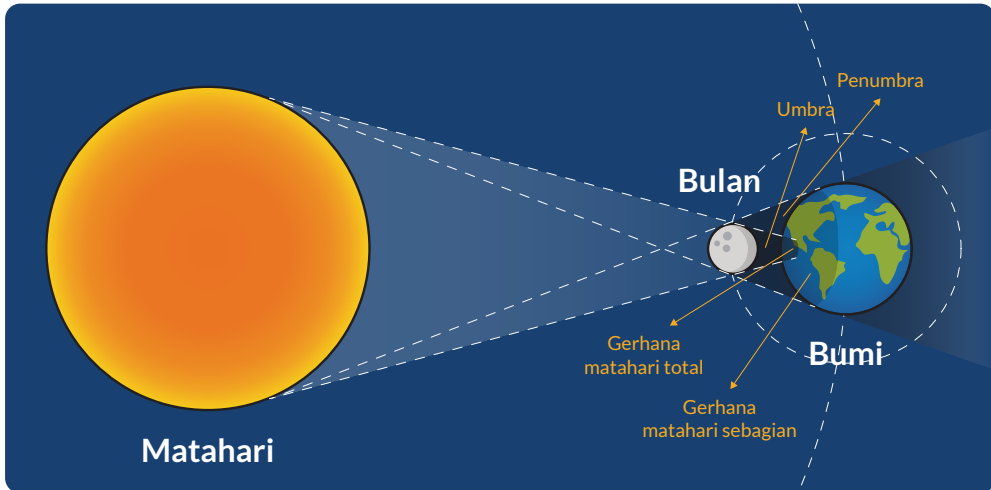 Penumbra
Umbra
Bulan
Gerhana
matahari total
Bumi
Gerhana
matahari sebagian
Matahari